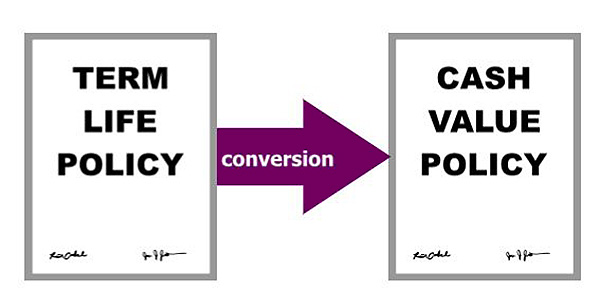 TERM
LIFE
POLICY
conversion
CASH
VALUE
POLICY